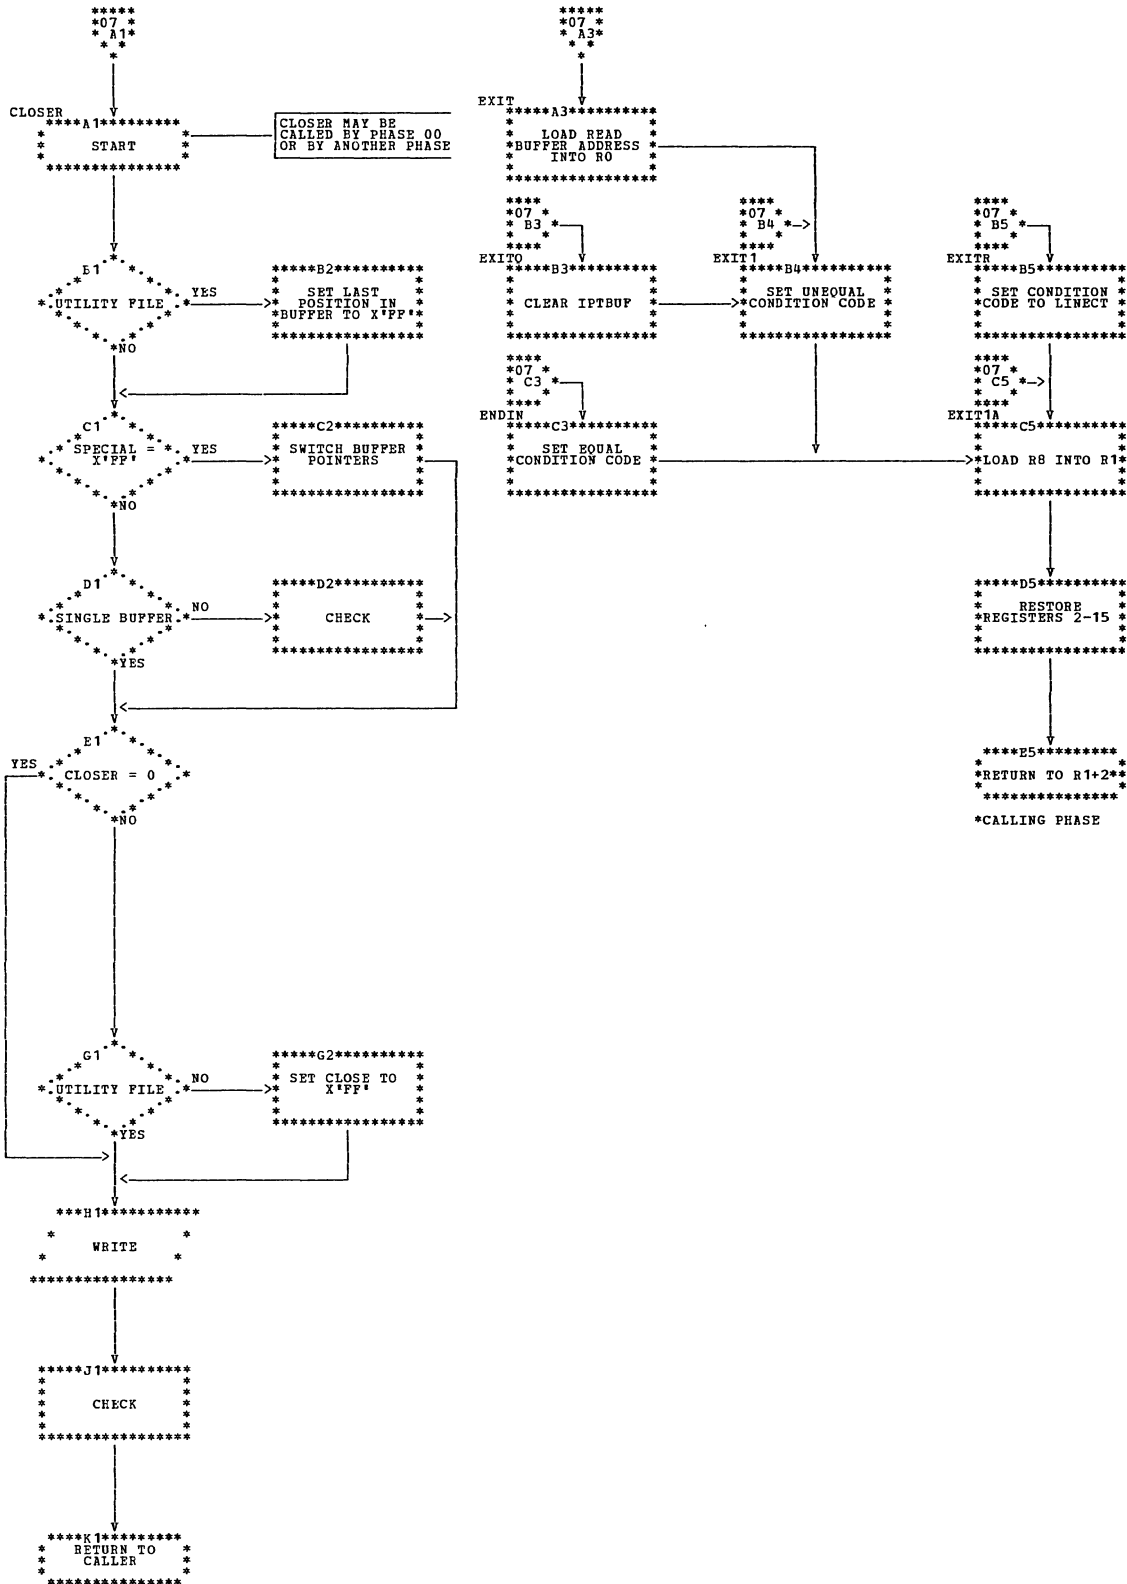 07
A1
07
A3
CLOSER
A1
START
CLOSER MAY BE
CALLED BY PHASE 00
OR BY ANOTHER PHASE
EXIT
A3
LOAD READ
BUFFER ADDRESS
INTO R0
07
B3
07
B4
07
B5
B1
UTILITY FILE
YES
NO
B2
SET LAST
POSITION IN
BUFFER TO X'FF'
EXIT0
B3
CLEAR IPTBUF
EXIT1
B4
SET UNEQUAL
CONDITION CODE
EXITR
B5
SET CONDITION
CODE TO LINECT
07
C3
07
C5
C1
SPECIAL =
X'FF'
YES
NO
C2
SWITCH BUFFER
POINTERS
ENDIN
C3
SET EQUAL
CONDITION CODE
EXIT1A
C5
LOAD R8 INTO R1
D1
SINGLE BUFFER
NO
YES
D2
CHECK
D5
RESTORE
REGISTERS 2-15
E1
YES
CLOSER = 0
NO
E5
RETURN TO R1+2*
*CALLING PHASE
G1
UTILITY FILE
NO
YES
G2
SET CLOSE TO
X'FF'
H1
WRITE
J1
CHECK
K1
RETURN TO
CALLER